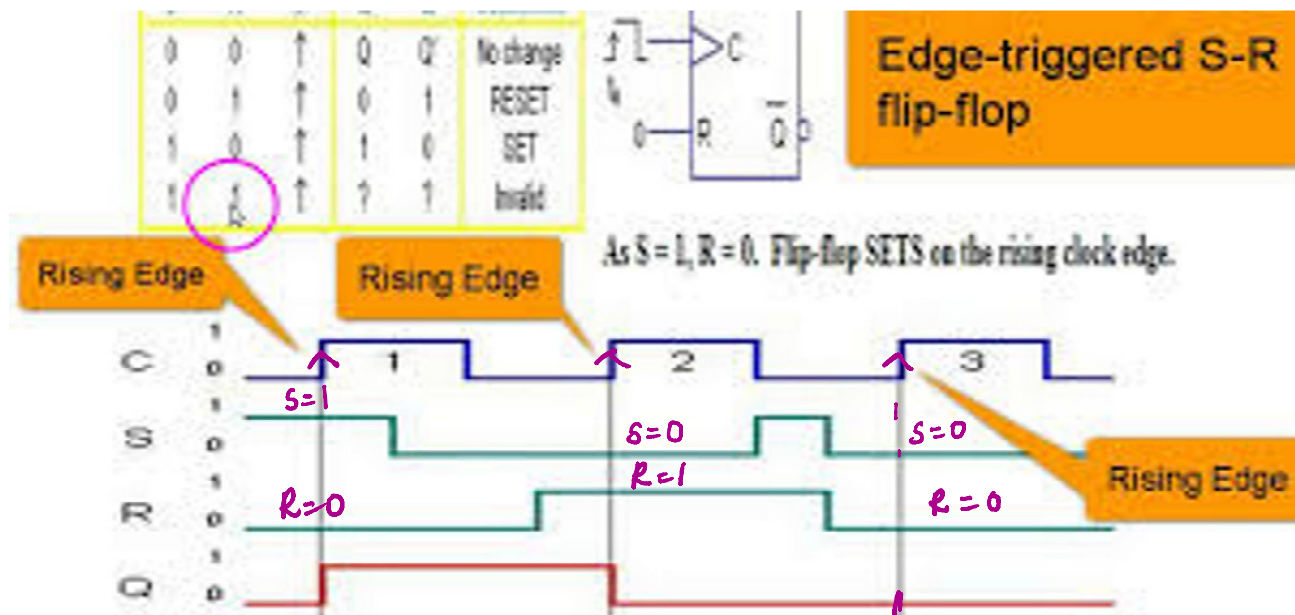 0 0 ↑ Q Q' No change
0 1 ↑ 0 1 RESET
1 0 ↑ 1 0 SET
1 1 ↑ ? ? Invalid
C
0 R Q̅
Edge-triggered S-R
flip-flop
As S = 1, R = 0. Flip-flop SETS on the rising clock edge.
Rising Edge
Rising Edge
Rising Edge
C 1 0 1 2 3
S=1
S 1 0 S=0 S=0
R 1 0 R=0 R=1 R=0
Q 1 0